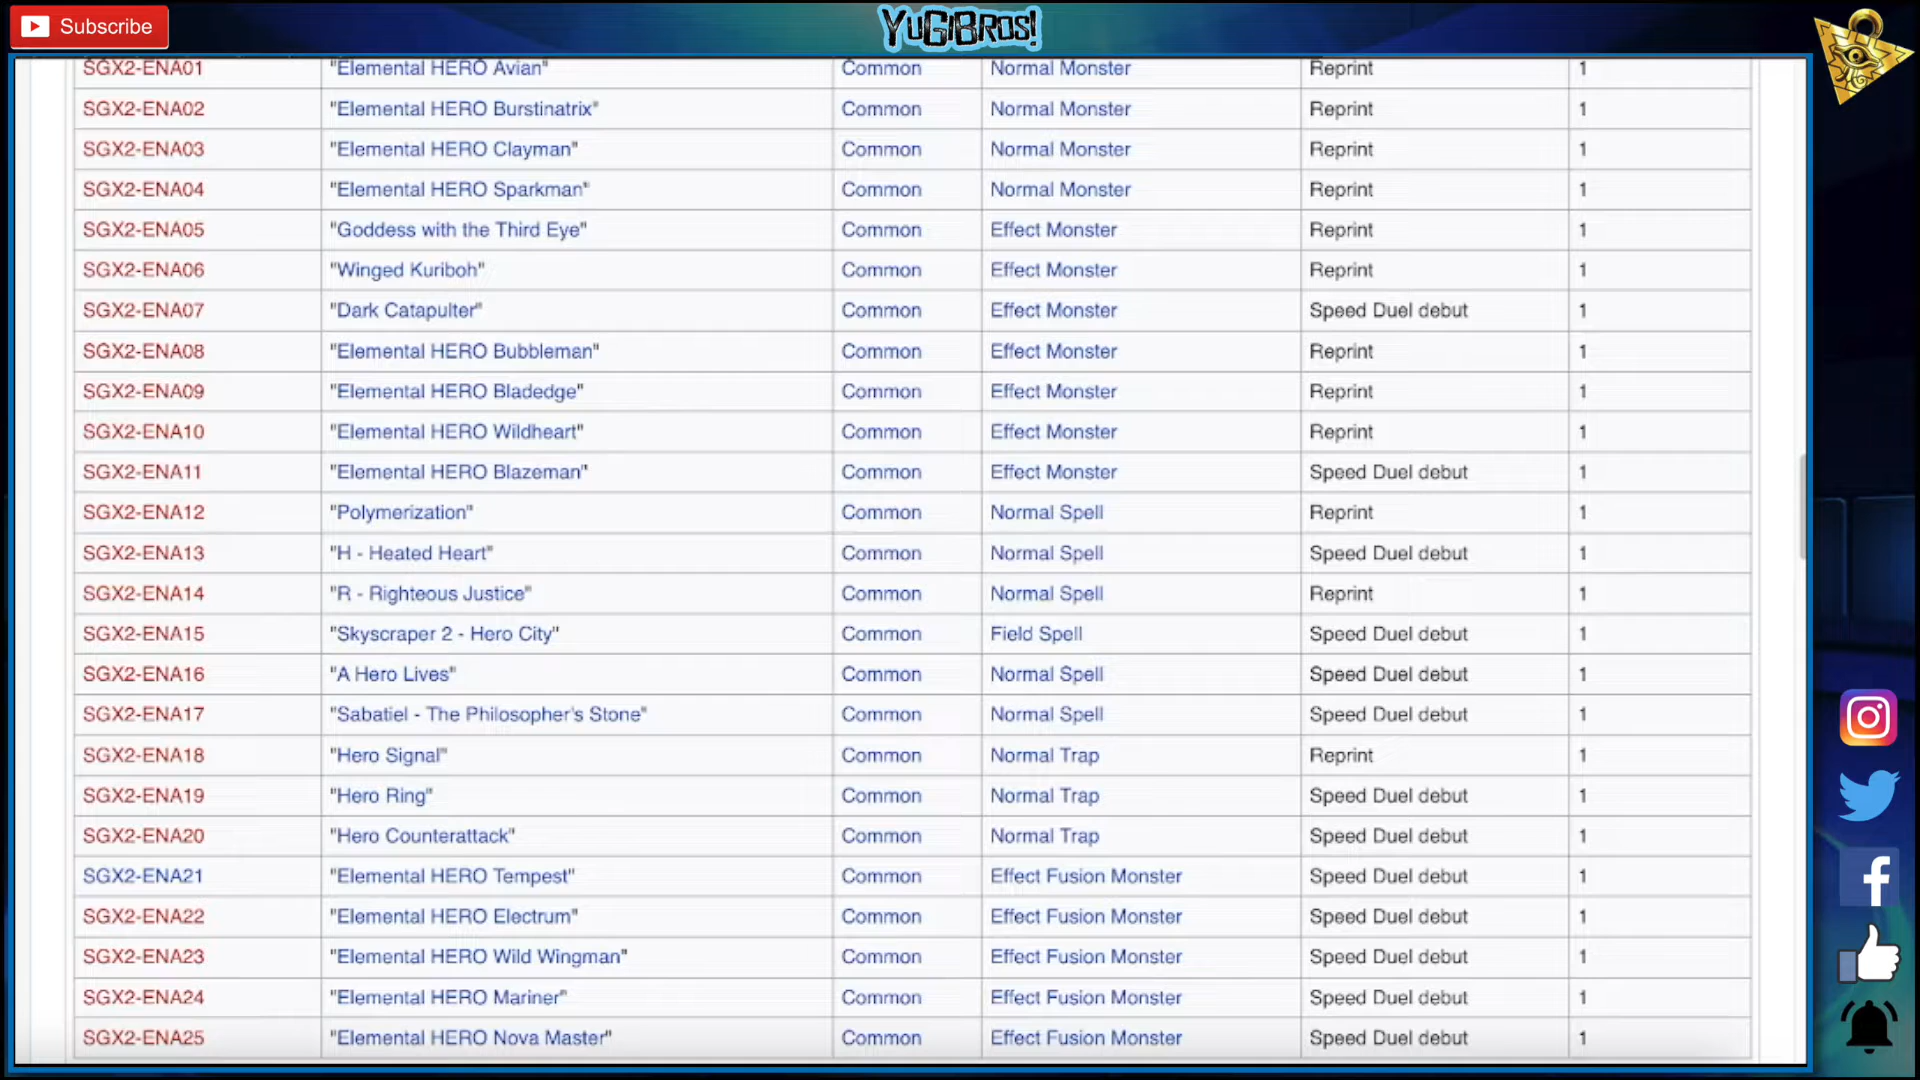 Subscribe
YuGiBros!
SGX2-ENA01 "Elemental HERO Avian" Common Normal Monster Reprint 1
SGX2-ENA02 "Elemental HERO Burstinatrix" Common Normal Monster Reprint 1
SGX2-ENA03 "Elemental HERO Clayman" Common Normal Monster Reprint 1
SGX2-ENA04 "Elemental HERO Sparkman" Common Normal Monster Reprint 1
SGX2-ENA05 "Goddess with the Third Eye" Common Effect Monster Reprint 1
SGX2-ENA06 "Winged Kuriboh" Common Effect Monster Reprint 1
SGX2-ENA07 "Dark Catapulter" Common Effect Monster Speed Duel debut 1
SGX2-ENA08 "Elemental HERO Bubbleman" Common Effect Monster Reprint 1
SGX2-ENA09 "Elemental HERO Bladedge" Common Effect Monster Reprint 1
SGX2-ENA10 "Elemental HERO Wildheart" Common Effect Monster Reprint 1
SGX2-ENA11 "Elemental HERO Blazeman" Common Effect Monster Speed Duel debut 1
SGX2-ENA12 "Polymerization" Common Normal Spell Reprint 1
SGX2-ENA13 "H - Heated Heart" Common Normal Spell Speed Duel debut 1
SGX2-ENA14 "R - Righteous Justice" Common Normal Spell Reprint 1
SGX2-ENA15 "Skyscraper 2 - Hero City" Common Field Spell Speed Duel debut 1
SGX2-ENA16 "A Hero Lives" Common Normal Spell Speed Duel debut 1
SGX2-ENA17 "Sabatiel - The Philosopher's Stone" Common Normal Spell Speed Duel debut 1
SGX2-ENA18 "Hero Signal" Common Normal Trap Reprint 1
SGX2-ENA19 "Hero Ring" Common Normal Trap Speed Duel debut 1
SGX2-ENA20 "Hero Counterattack" Common Normal Trap Speed Duel debut 1
SGX2-ENA21 "Elemental HERO Tempest" Common Effect Fusion Monster Speed Duel debut 1
SGX2-ENA22 "Elemental HERO Electrum" Common Effect Fusion Monster Speed Duel debut 1
SGX2-ENA23 "Elemental HERO Wild Wingman" Common Effect Fusion Monster Speed Duel debut 1
SGX2-ENA24 "Elemental HERO Mariner" Common Effect Fusion Monster Speed Duel debut 1
SGX2-ENA25 "Elemental HERO Nova Master" Common Effect Fusion Monster Speed Duel debut 1